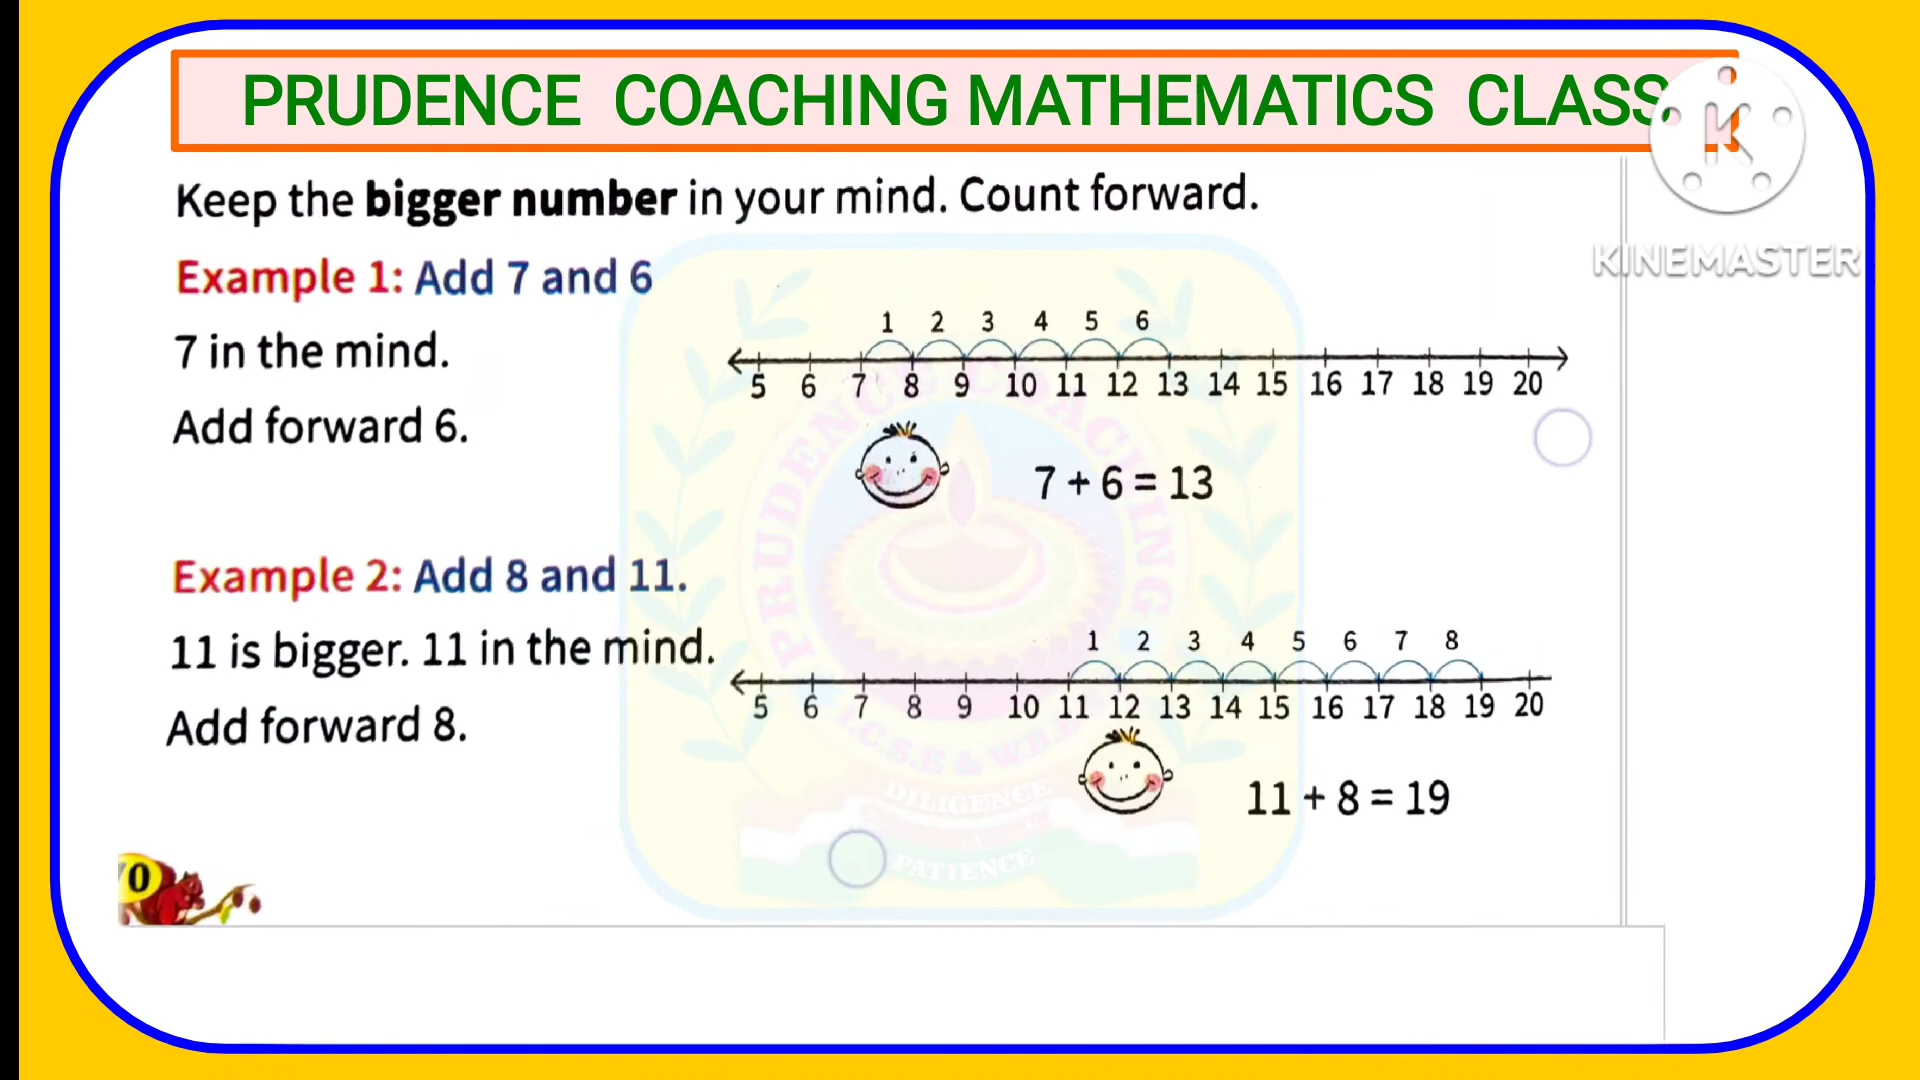 PRUDENCE COACHING MATHEMATICS CLASS
KINEMASTER
Keep the bigger number in your mind. Count forward.
Example 1: Add 7 and 6
7 in the mind.
Add forward 6.
1 2 3 4 5 6
5 6 7 8 9 10 11 12 13 14 15 16 17 18 19 20
7 + 6 = 13
Example 2: Add 8 and 11.
11 is bigger. 11 in the mind.
Add forward 8.
1 2 3 4 5 6 7 8
5 6 7 8 9 10 11 12 13 14 15 16 17 18 19 20
11 + 8 = 19
PRUDENCE COACHING
I.C.S.E & W.B.
DILIGENCE
PATIENCE